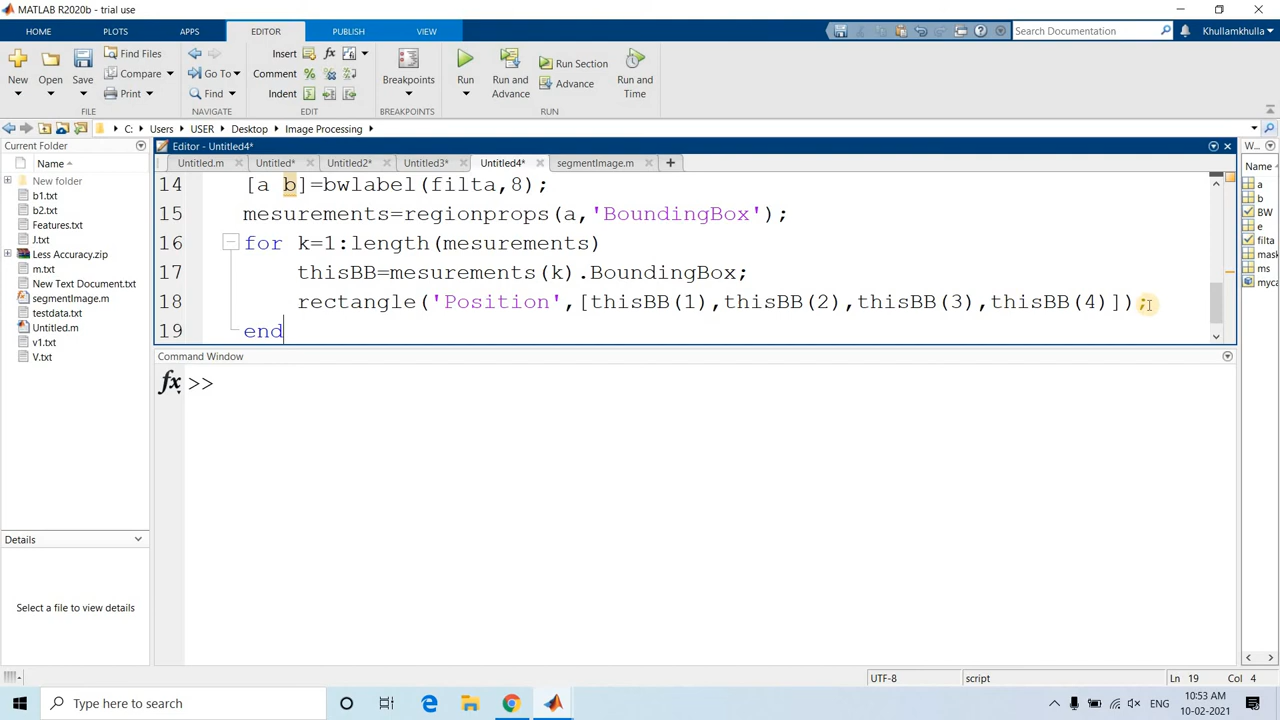 MATLAB R2020b - trial use
HOME PLOTS APPS EDITOR PUBLISH VIEW Search Documentation Khullamkhulla
New Open Save Find Files Compare Print
Go To Find
Insert fx Comment % Indent
Breakpoints
Run Run and Advance Run Section Advance Run and Time
FILE NAVIGATE EDIT BREAKPOINTS RUN
C: Users USER Desktop Image Processing
Current Folder
Name
New folder
b1.txt
b2.txt
Features.txt
J.txt
Less Accuracy.zip
m.txt
New Text Document.txt
segmentImage.m
testdata.txt
Untitled.m
v1.txt
V.txt
Details
Select a file to view details
Editor - Untitled4*
Untitled.m Untitled* Untitled2* Untitled3* Untitled4* segmentImage.m
14 [a b]=bwlabel(filta,8);
15 mesurements=regionprops(a,'BoundingBox');
16 for k=1:length(mesurements)
17 thisBB=mesurements(k).BoundingBox;
18 rectangle('Position',[thisBB(1),thisBB(2),thisBB(3),thisBB(4)]);
19 end
Command Window
fx >>
W...
Name
a
b
BW
e
filta
mask
ms
myca
UTF-8 script Ln 19 Col 4
Type here to search
ENG
10:53 AM
10-02-2021